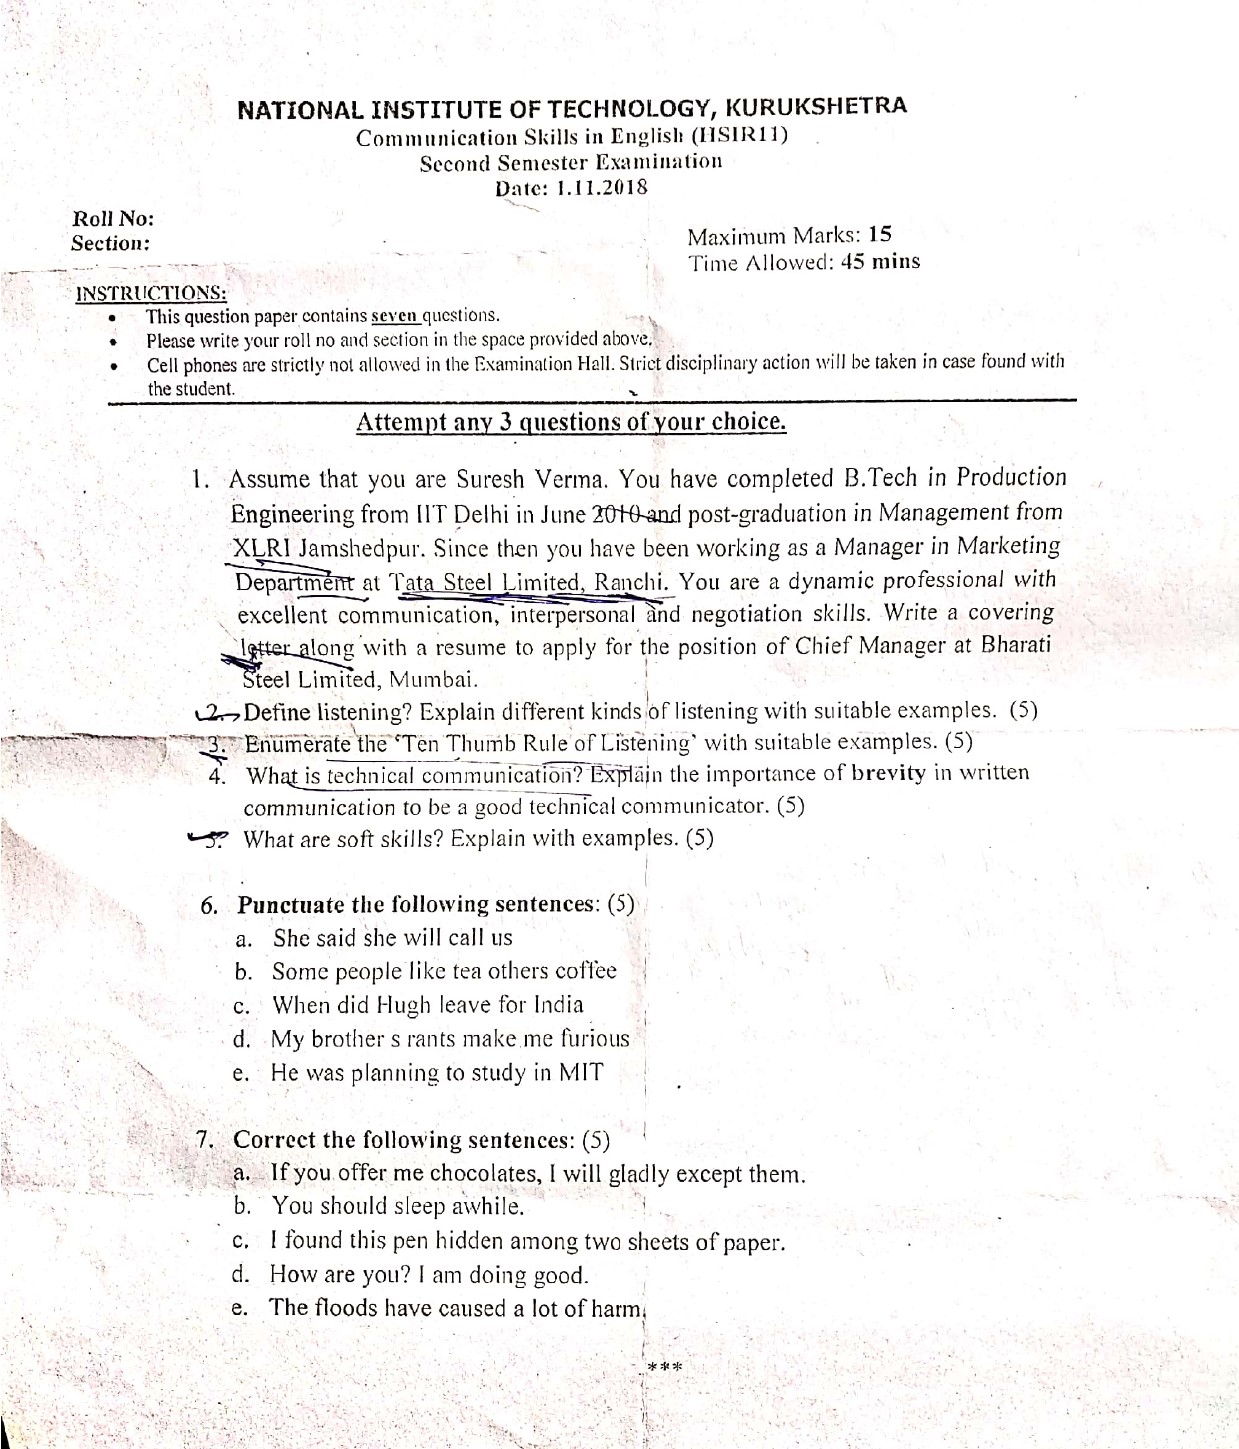 NATIONAL INSTITUTE OF TECHNOLOGY, KURUKSHETRA
Communication Skills in English (HSIR11)
Second Semester Examination
Date: 1.11.2018
Roll No:
Section:
Maximum Marks: 15
Time Allowed: 45 mins
INSTRUCTIONS:
• This question paper contains seven questions.
• Please write your roll no and section in the space provided above.
• Cell phones are strictly not allowed in the Examination Hall. Strict disciplinary action will be taken in case found with
the student.
Attempt any 3 questions of your choice.
1. Assume that you are Suresh Verma. You have completed B.Tech in Production
Engineering from IIT Delhi in June 2010 and post-graduation in Management from
XLRI Jamshedpur. Since then you have been working as a Manager in Marketing
Department at Tata Steel Limited, Ranchi. You are a dynamic professional with
excellent communication, interpersonal and negotiation skills. Write a covering
letter along with a resume to apply for the position of Chief Manager at Bharati
Steel Limited, Mumbai.
2. Define listening? Explain different kinds of listening with suitable examples. (5)
3. Enumerate the ‘Ten Thumb Rule of Listening’ with suitable examples. (5)
4. What is technical communication? Explain the importance of brevity in written
communication to be a good technical communicator. (5)
5. What are soft skills? Explain with examples. (5)
6. Punctuate the following sentences: (5)
a. She said she will call us
b. Some people like tea others coffee
c. When did Hugh leave for India
d. My brother s rants make me furious
e. He was planning to study in MIT
7. Correct the following sentences: (5)
a. If you offer me chocolates, I will gladly except them.
b. You should sleep awhile.
c. I found this pen hidden among two sheets of paper.
d. How are you? I am doing good.
e. The floods have caused a lot of harm.
***